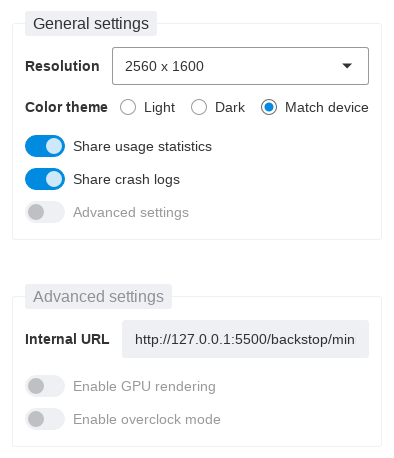 General settings
Resolution 2560 x 1600
Color theme Light Dark Match device
Share usage statistics
Share crash logs
Advanced settings
Advanced settings
Internal URL http://127.0.0.1:5500/backstop/min
Enable GPU rendering
Enable overclock mode